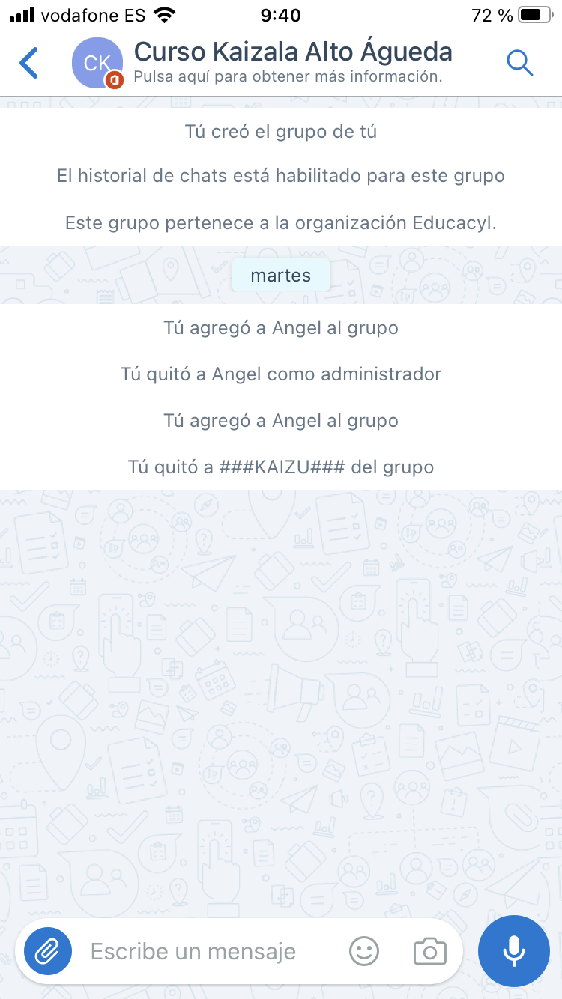 vodafone ES 9:40 72 %
CK Curso Kaizala Alto Águeda
Pulsa aquí para obtener más información.
Tú creó el grupo de tú
El historial de chats está habilitado para este grupo
Este grupo pertenece a la organización Educacyl.
martes
Tú agregó a Angel al grupo
Tú quitó a Angel como administrador
Tú agregó a Angel al grupo
Tú quitó a ###KAIZU### del grupo
Escribe un mensaje